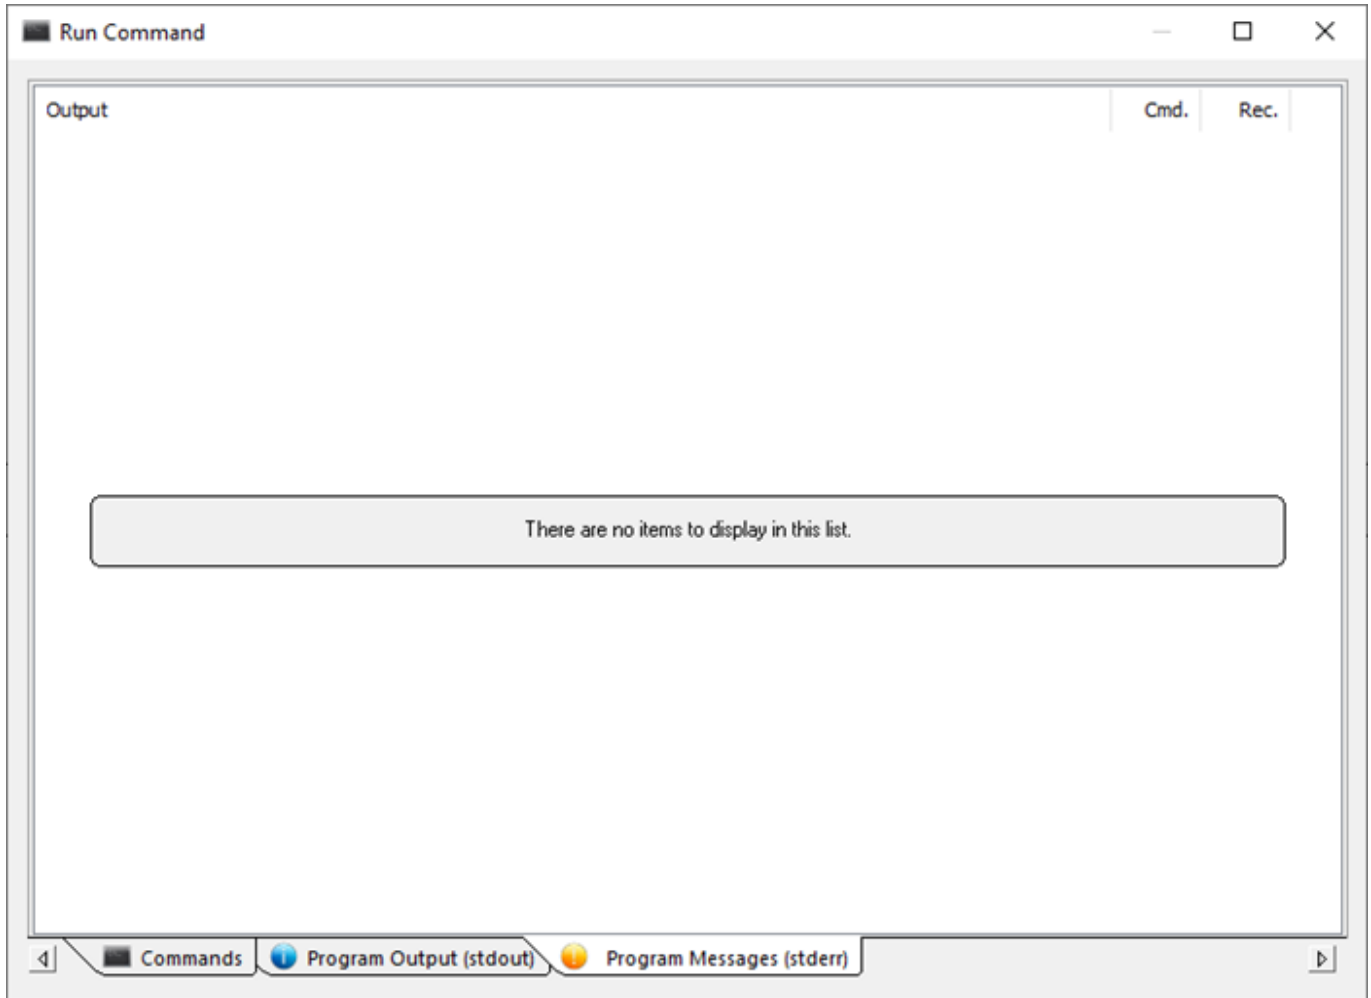 Run Command
Output Cmd. Rec.
There are no items to display in this list.
Commands Program Output (stdout) Program Messages (stderr)